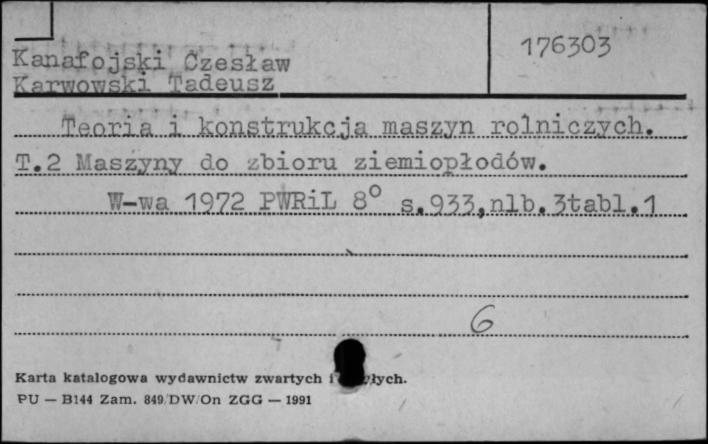 176303
Kanafojski Czesław
Karwowski Tadeusz
Teoria i konstrukcja maszyn rolniczych.
T.2 Maszyny do zbioru ziemiopłodów.
W-wa 1972 PWRiL 8° s.933,nlb.3tabl.1
6
Karta katalogowa wydawnictw zwartych i
PU — B144 Zam. 849/DW/On ZGG — 1991